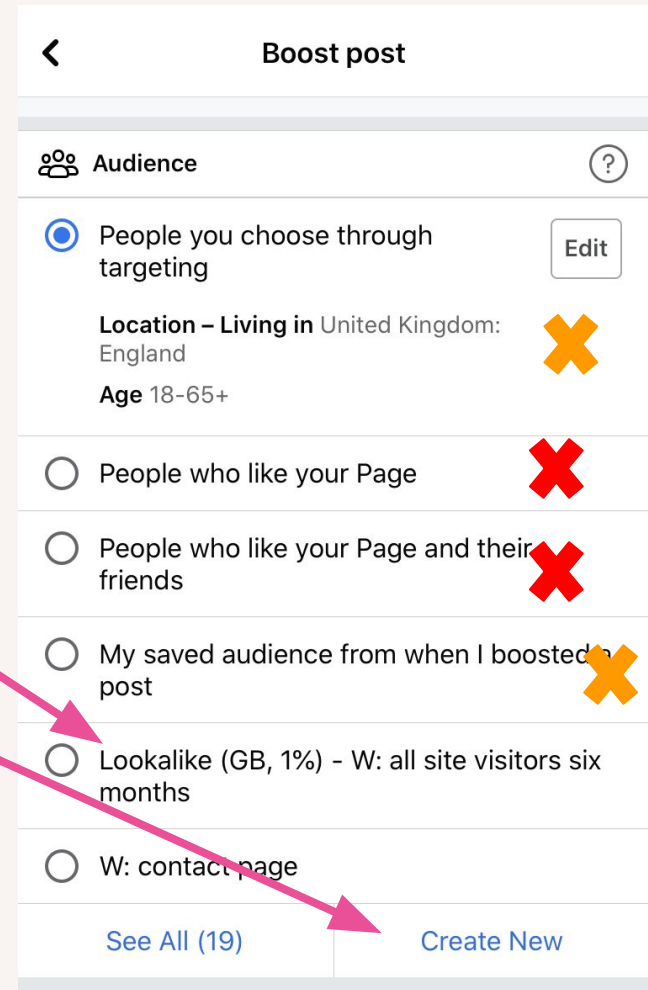 Boost post
Audience
?
People you choose through
targeting
Edit
Location – Living in United Kingdom:
England
Age 18-65+
People who like your Page
People who like your Page and their
friends
My saved audience from when I boosted a
post
Lookalike (GB, 1%) - W: all site visitors six
months
W: contact page
See All (19)
Create New